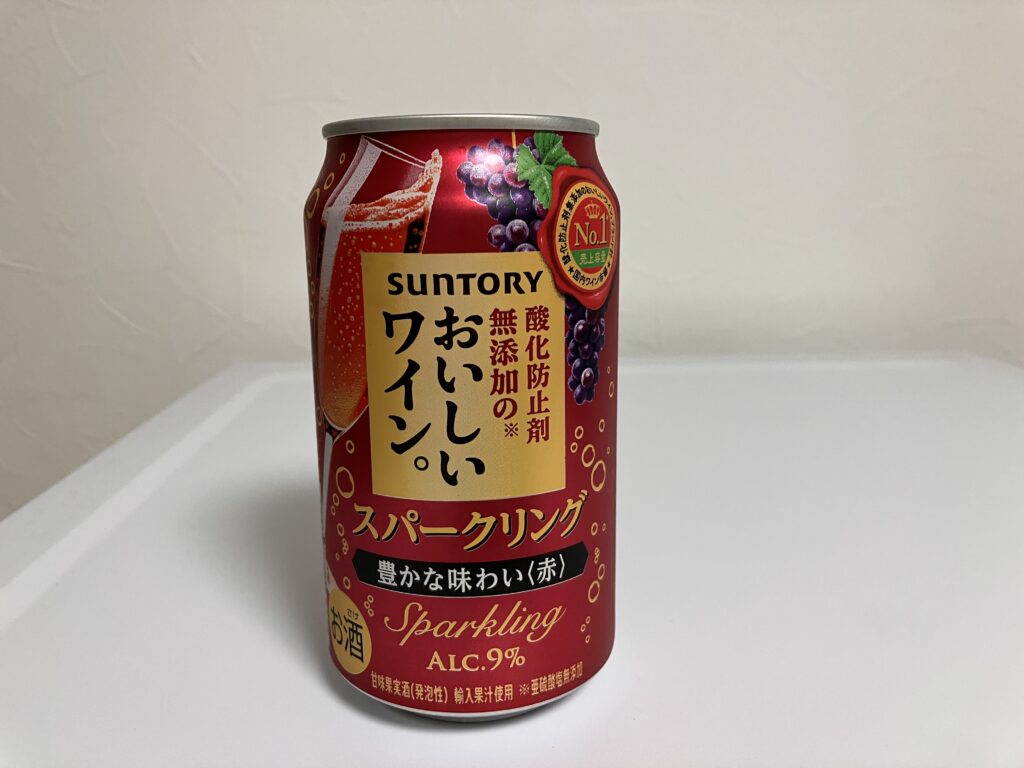 SUNTORY
酸化防止剤
無添加の※
おいしい
ワイン。
No.1
売上容量
スパークリング
豊かな味わい〈赤〉
Sparkling
ALC.9%
さけ
お酒
甘味果実酒(発泡性) 輸入果汁使用 ※亜硫酸塩無添加